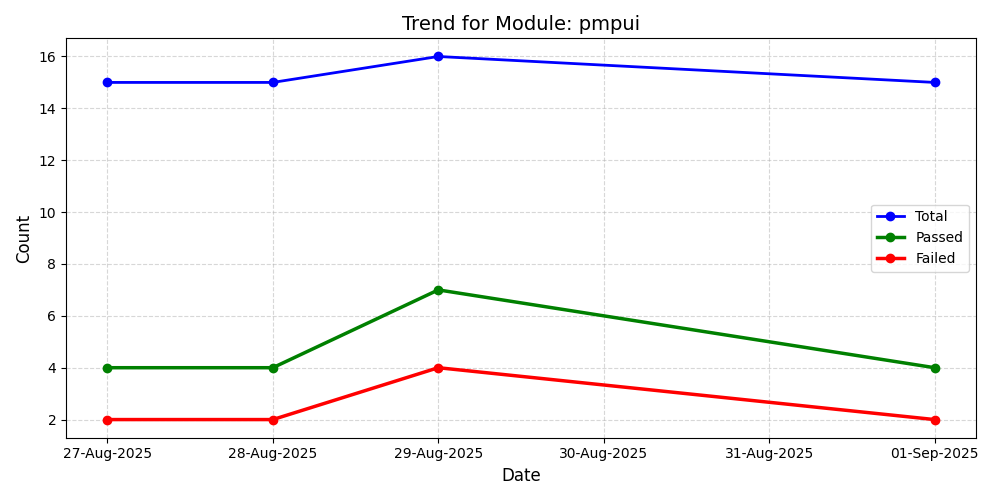 Trend for Module: pmpui
Count
16
14
12
10
8
6
4
2
Total
Passed
Failed
27-Aug-2025 28-Aug-2025 29-Aug-2025 30-Aug-2025 31-Aug-2025 01-Sep-2025
Date